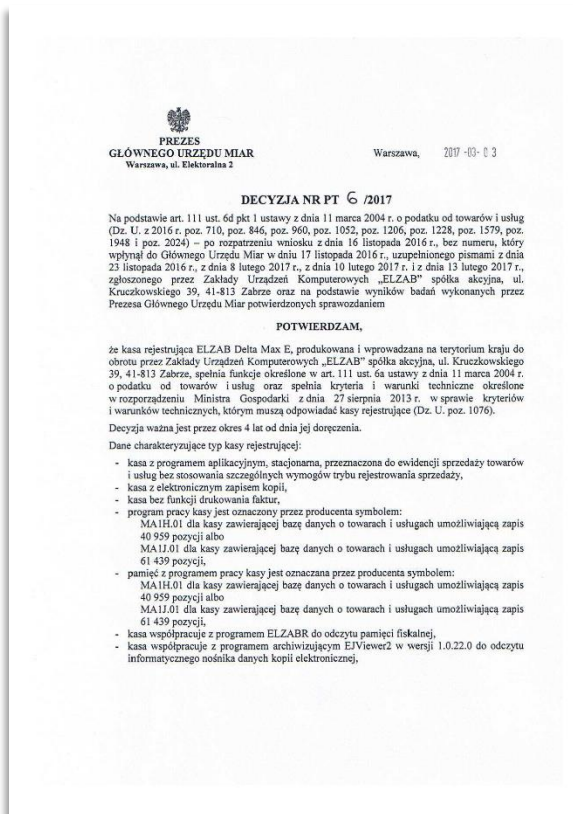 PREZES
GŁÓWNEGO URZĘDU MIAR
Warszawa, ul. Elektoralna 2
Warszawa, 2017 -03- 03
DECYZJA NR PT 6 /2017
Na podstawie art. 111 ust. 6d pkt 1 ustawy z dnia 11 marca 2004 r. o podatku od towarów i usług
(Dz. U. z 2016 r. poz. 710, poz. 846, poz. 960, poz. 1052, poz. 1206, poz. 1228, poz. 1579, poz.
1948 i poz. 2024) – po rozpatrzeniu wniosku z dnia 16 listopada 2016 r., bez numeru, który
wpłynął do Głównego Urzędu Miar w dniu 17 listopada 2016 r., uzupełnionego pismami z dnia
23 listopada 2016 r., z dnia 8 lutego 2017 r., z dnia 10 lutego 2017 r. i z dnia 13 lutego 2017 r.,
zgłoszonego przez Zakłady Urządzeń Komputerowych „ELZAB" spółka akcyjna, ul.
Kruczkowskiego 39, 41-813 Zabrze oraz na podstawie wyników badań wykonanych przez
Prezesa Głównego Urzędu Miar potwierdzonych sprawozdaniem
POTWIERDZAM,
że kasa rejestrująca ELZAB Delta Max E, produkowana i wprowadzana na terytorium kraju do
obrotu przez Zakłady Urządzeń Komputerowych „ELZAB" spółka akcyjna, ul. Kruczkowskiego
39, 41-813 Zabrze, spełnia funkcje określone w art. 111 ust. 6a ustawy z dnia 11 marca 2004 r.
o podatku od towarów i usług oraz spełnia kryteria i warunki techniczne określone
w rozporządzeniu Ministra Gospodarki z dnia 27 sierpnia 2013 r. w sprawie kryteriów
i warunków technicznych, którym muszą odpowiadać kasy rejestrujące (Dz. U. poz. 1076).
Decyzja ważna jest przez okres 4 lat od dnia jej doręczenia.
Dane charakteryzujące typ kasy rejestrującej:
- kasa z programem aplikacyjnym, stacjonarna, przeznaczona do ewidencji sprzedaży towarów
i usług bez stosowania szczególnych wymogów trybu rejestrowania sprzedaży,
- kasa z elektronicznym zapisem kopii,
- kasa bez funkcji drukowania faktur,
- program pracy kasy jest oznaczony przez producenta symbolem:
MA1H.01 dla kasy zawierającej bazę danych o towarach i usługach umożliwiającą zapis
40 959 pozycji albo
MA1J.01 dla kasy zawierającej bazę danych o towarach i usługach umożliwiającą zapis
61 439 pozycji,
- pamięć z programem pracy kasy jest oznaczana przez producenta symbolem:
MA1H.01 dla kasy zawierającej bazę danych o towarach i usługach umożliwiającą zapis
40 959 pozycji albo
MA1J.01 dla kasy zawierającej bazę danych o towarach i usługach umożliwiającą zapis
61 439 pozycji,
- kasa współpracuje z programem ELZABR do odczytu pamięci fiskalnej,
- kasa współpracuje z programem archiwizującym EJViewer2 w wersji 1.0.22.0 do odczytu
informatycznego nośnika danych kopii elektronicznej,